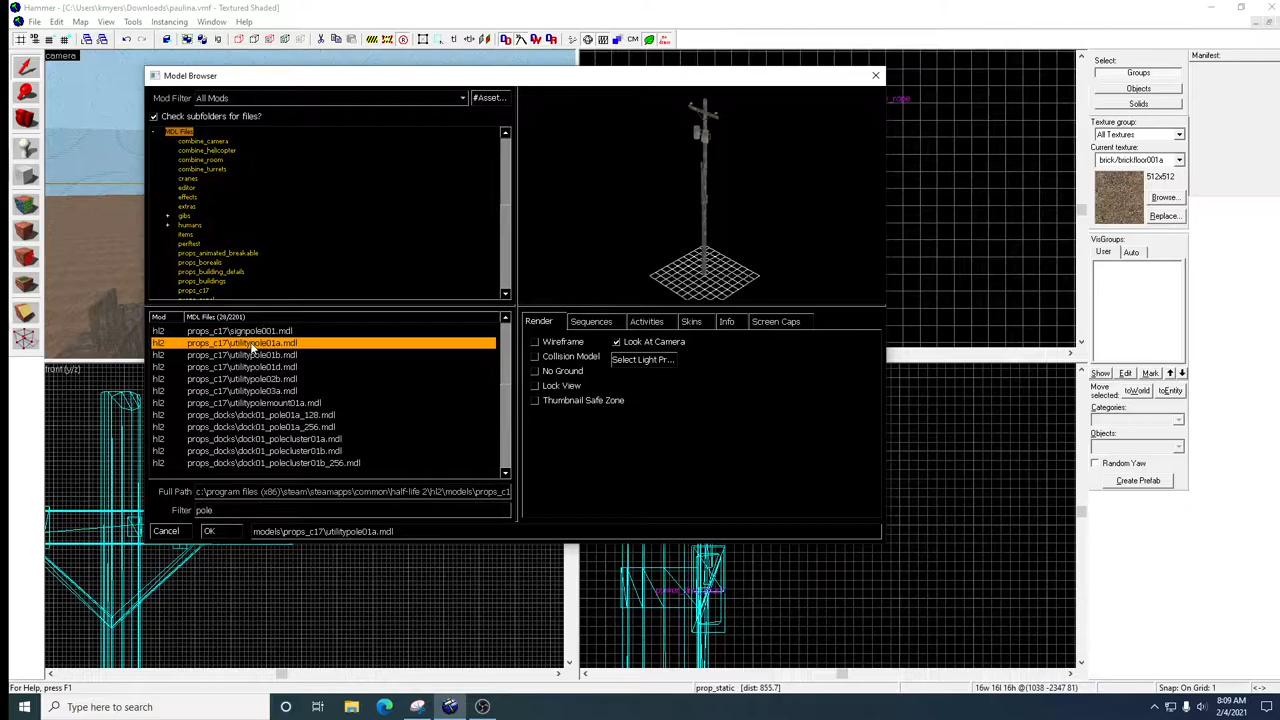 Hammer - [C:\Users\kmyers\Downloads\paulina.vmf - Textured Shaded]
File Edit Map View Tools Instancing Window Help
CM
camera
Model Browser
Mod Filter All Mods #Asset...
Check subfolders for files?
MDL Files
combine_camera
combine_helicopter
combine_room
combine_turrets
cranes
editor
effects
extras
gibs
humans
items
perftest
props_animated_breakable
props_borealis
props_building_details
props_buildings
props_c17
Mod MDL Files (28/2201)
hl2 props_c17\signpole001.mdl
hl2 props_c17\utilitypole01a.mdl
hl2 props_c17\utilitypole01b.mdl
hl2 props_c17\utilitypole01d.mdl
hl2 props_c17\utilitypole02b.mdl
hl2 props_c17\utilitypole03a.mdl
hl2 props_c17\utilitypolemount01a.mdl
hl2 props_docks\dock01_pole01a_128.mdl
hl2 props_docks\dock01_pole01a_256.mdl
hl2 props_docks\dock01_polecluster01a.mdl
hl2 props_docks\dock01_polecluster01b.mdl
hl2 props_docks\dock01_polecluster01b_256.mdl
Full Path c:\program files (x86)\steam\steamapps\common\half-life 2\hl2\models\props_c1
Filter pole
Cancel OK models\props_c17\utilitypole01a.mdl
Render Sequences Activities Skins Info Screen Caps
Wireframe Look At Camera
Collision Model Select Light Pr...
No Ground
Lock View
Thumbnail Safe Zone
_rope
front (y/z)
Select:
Groups
Objects
Solids
Texture group:
All Textures
Current texture:
brick/brickfloor001a
512x512
Browse...
Replace...
VisGroups:
User Auto
Show Edit Mark
Move selected: toWorld toEntity
Categories:
Objects:
Random Yaw
Create Prefab
Manifest:
For Help, press F1
prop_static [dist: 855.7]
16w 16l 16h @(1038 -2347 81)
Snap: On Grid: 1
<->
Type here to search
8:09 AM
2/4/2021